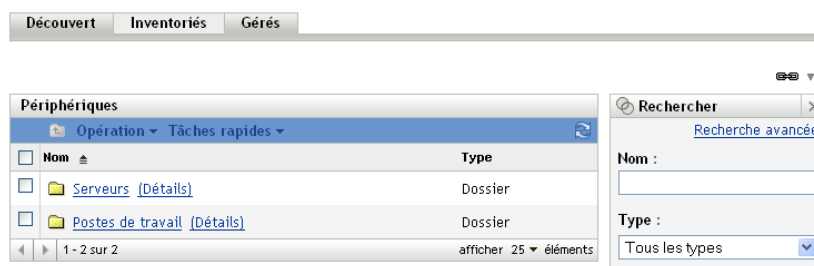 Découvert Inventoriés Gérés
Périphériques
Opération Tâches rapides
Nom Type
Serveurs (Détails) Dossier
Postes de travail (Détails) Dossier
1 - 2 sur 2 afficher 25 éléments
Rechercher
Recherche avancée
Nom :
Type :
Tous les types